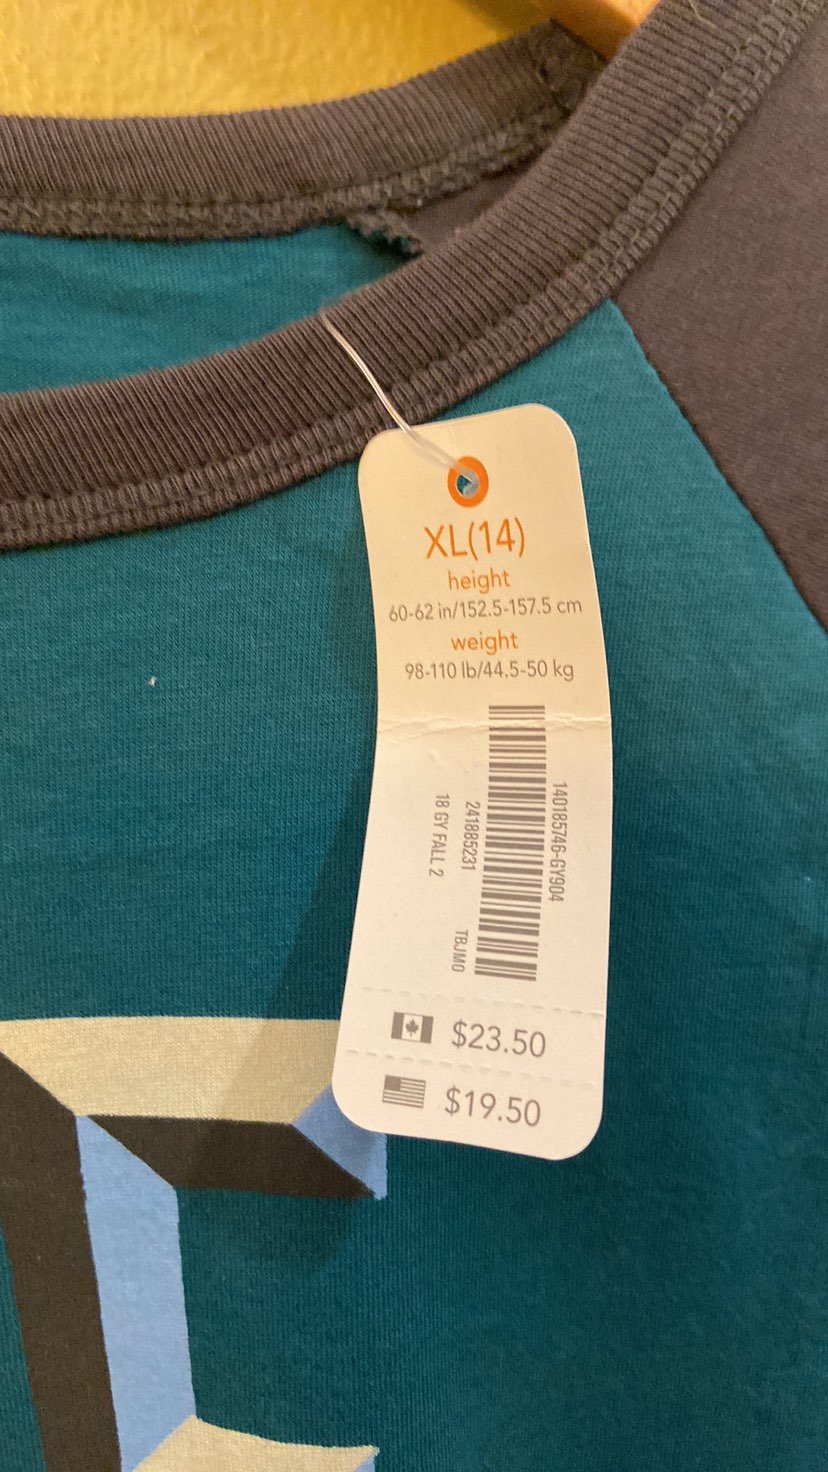 XL(14)
height
60-62 in/152.5-157.5 cm
weight
98-110 lb/44.5-50 kg
140185746-GY904
241885231
TBJMO
18 GY FALL 2
$23.50
$19.50